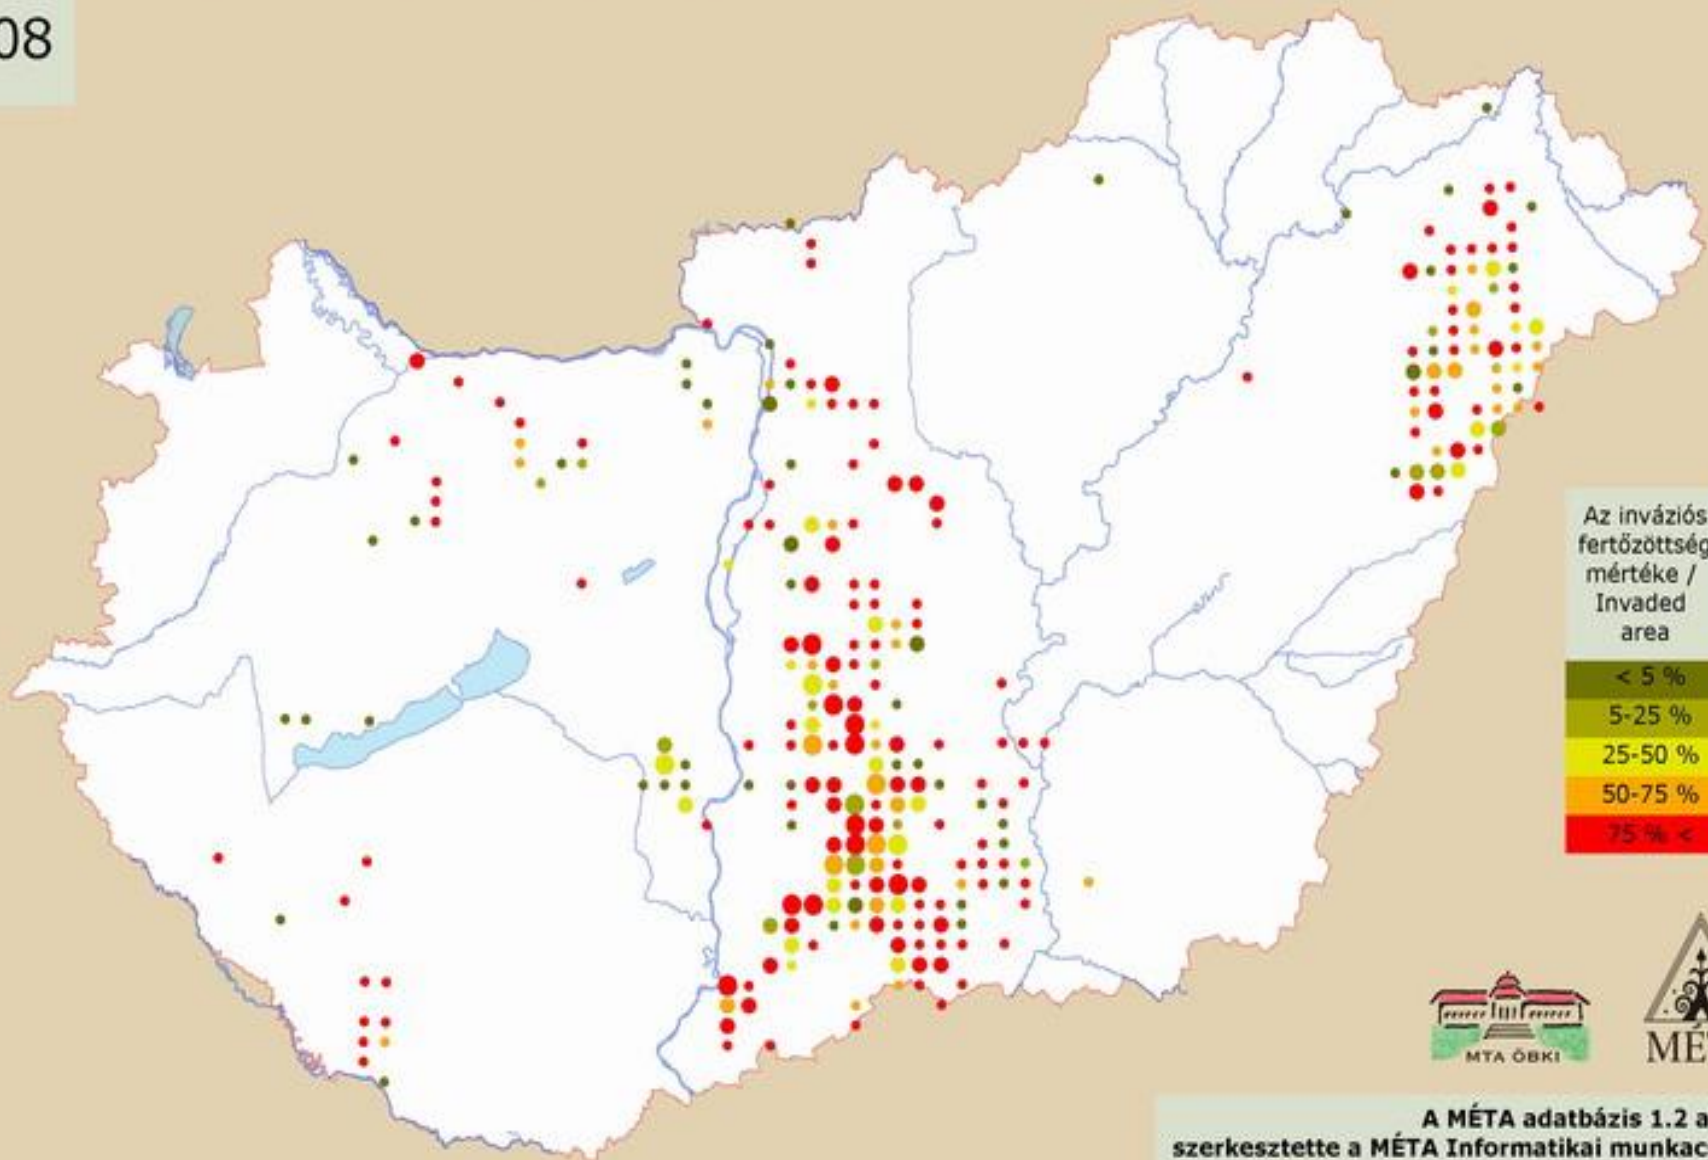 08
Az inváziós
fertőzöttség
mértéke /
Invaded
area
< 5 %
5-25 %
25-50 %
50-75 %
75 % <
MTA ÖBKI
MÉ
A MÉTA adatbázis 1.2 a
szerkesztette a MÉTA Informatikai munkac